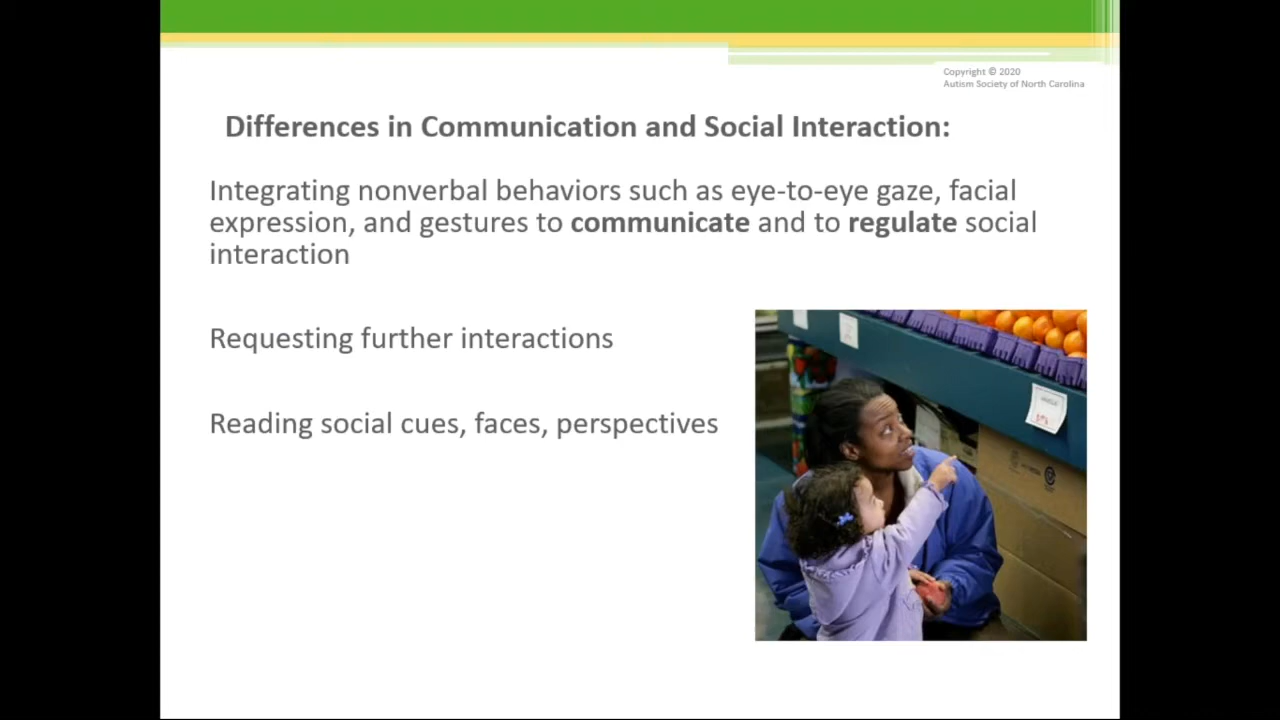 Copyright © 2020
Autism Society of North Carolina
Differences in Communication and Social Interaction:
Integrating nonverbal behaviors such as eye-to-eye gaze, facial
expression, and gestures to communicate and to regulate social
interaction
Requesting further interactions
Reading social cues, faces, perspectives